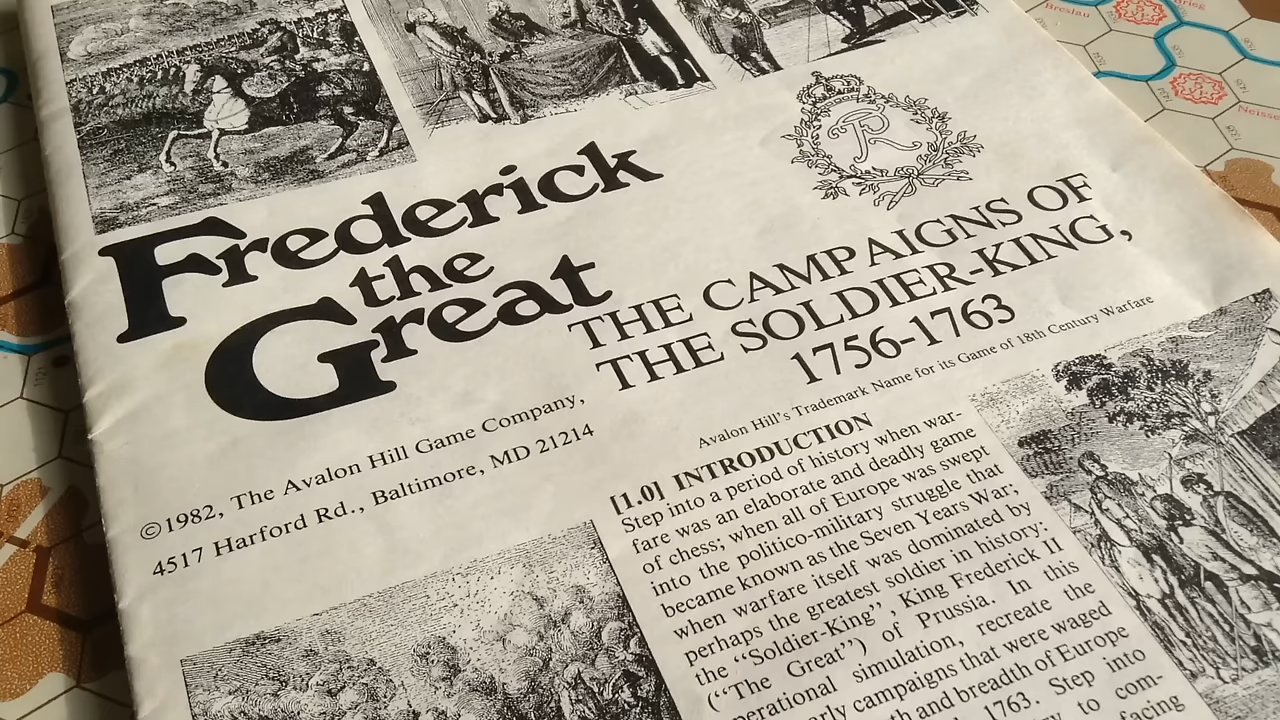 Frederick
the
Great
THE CAMPAIGNS OF
THE SOLDIER-KING,
1756-1763
Avalon Hill's Trademark Name for its Game of 18th Century Warfare
©1982, The Avalon Hill Game Company,
4517 Harford Rd., Baltimore, MD 21214
[1.0] INTRODUCTION
Step into a period of history when war-
fare was an elaborate and deadly game
of chess; when all of Europe was swept
into the politico-military struggle that
became known as the Seven Years War;
when warfare itself was dominated by
perhaps the greatest soldier in history:
the "Soldier-King", King Frederick II
("The Great") of Prussia. In this
simulation, recreate the
campaigns that were waged
and breadth of Europe
1763. Step into
to com-
facing
Breslau
Brieg
Neisse
R